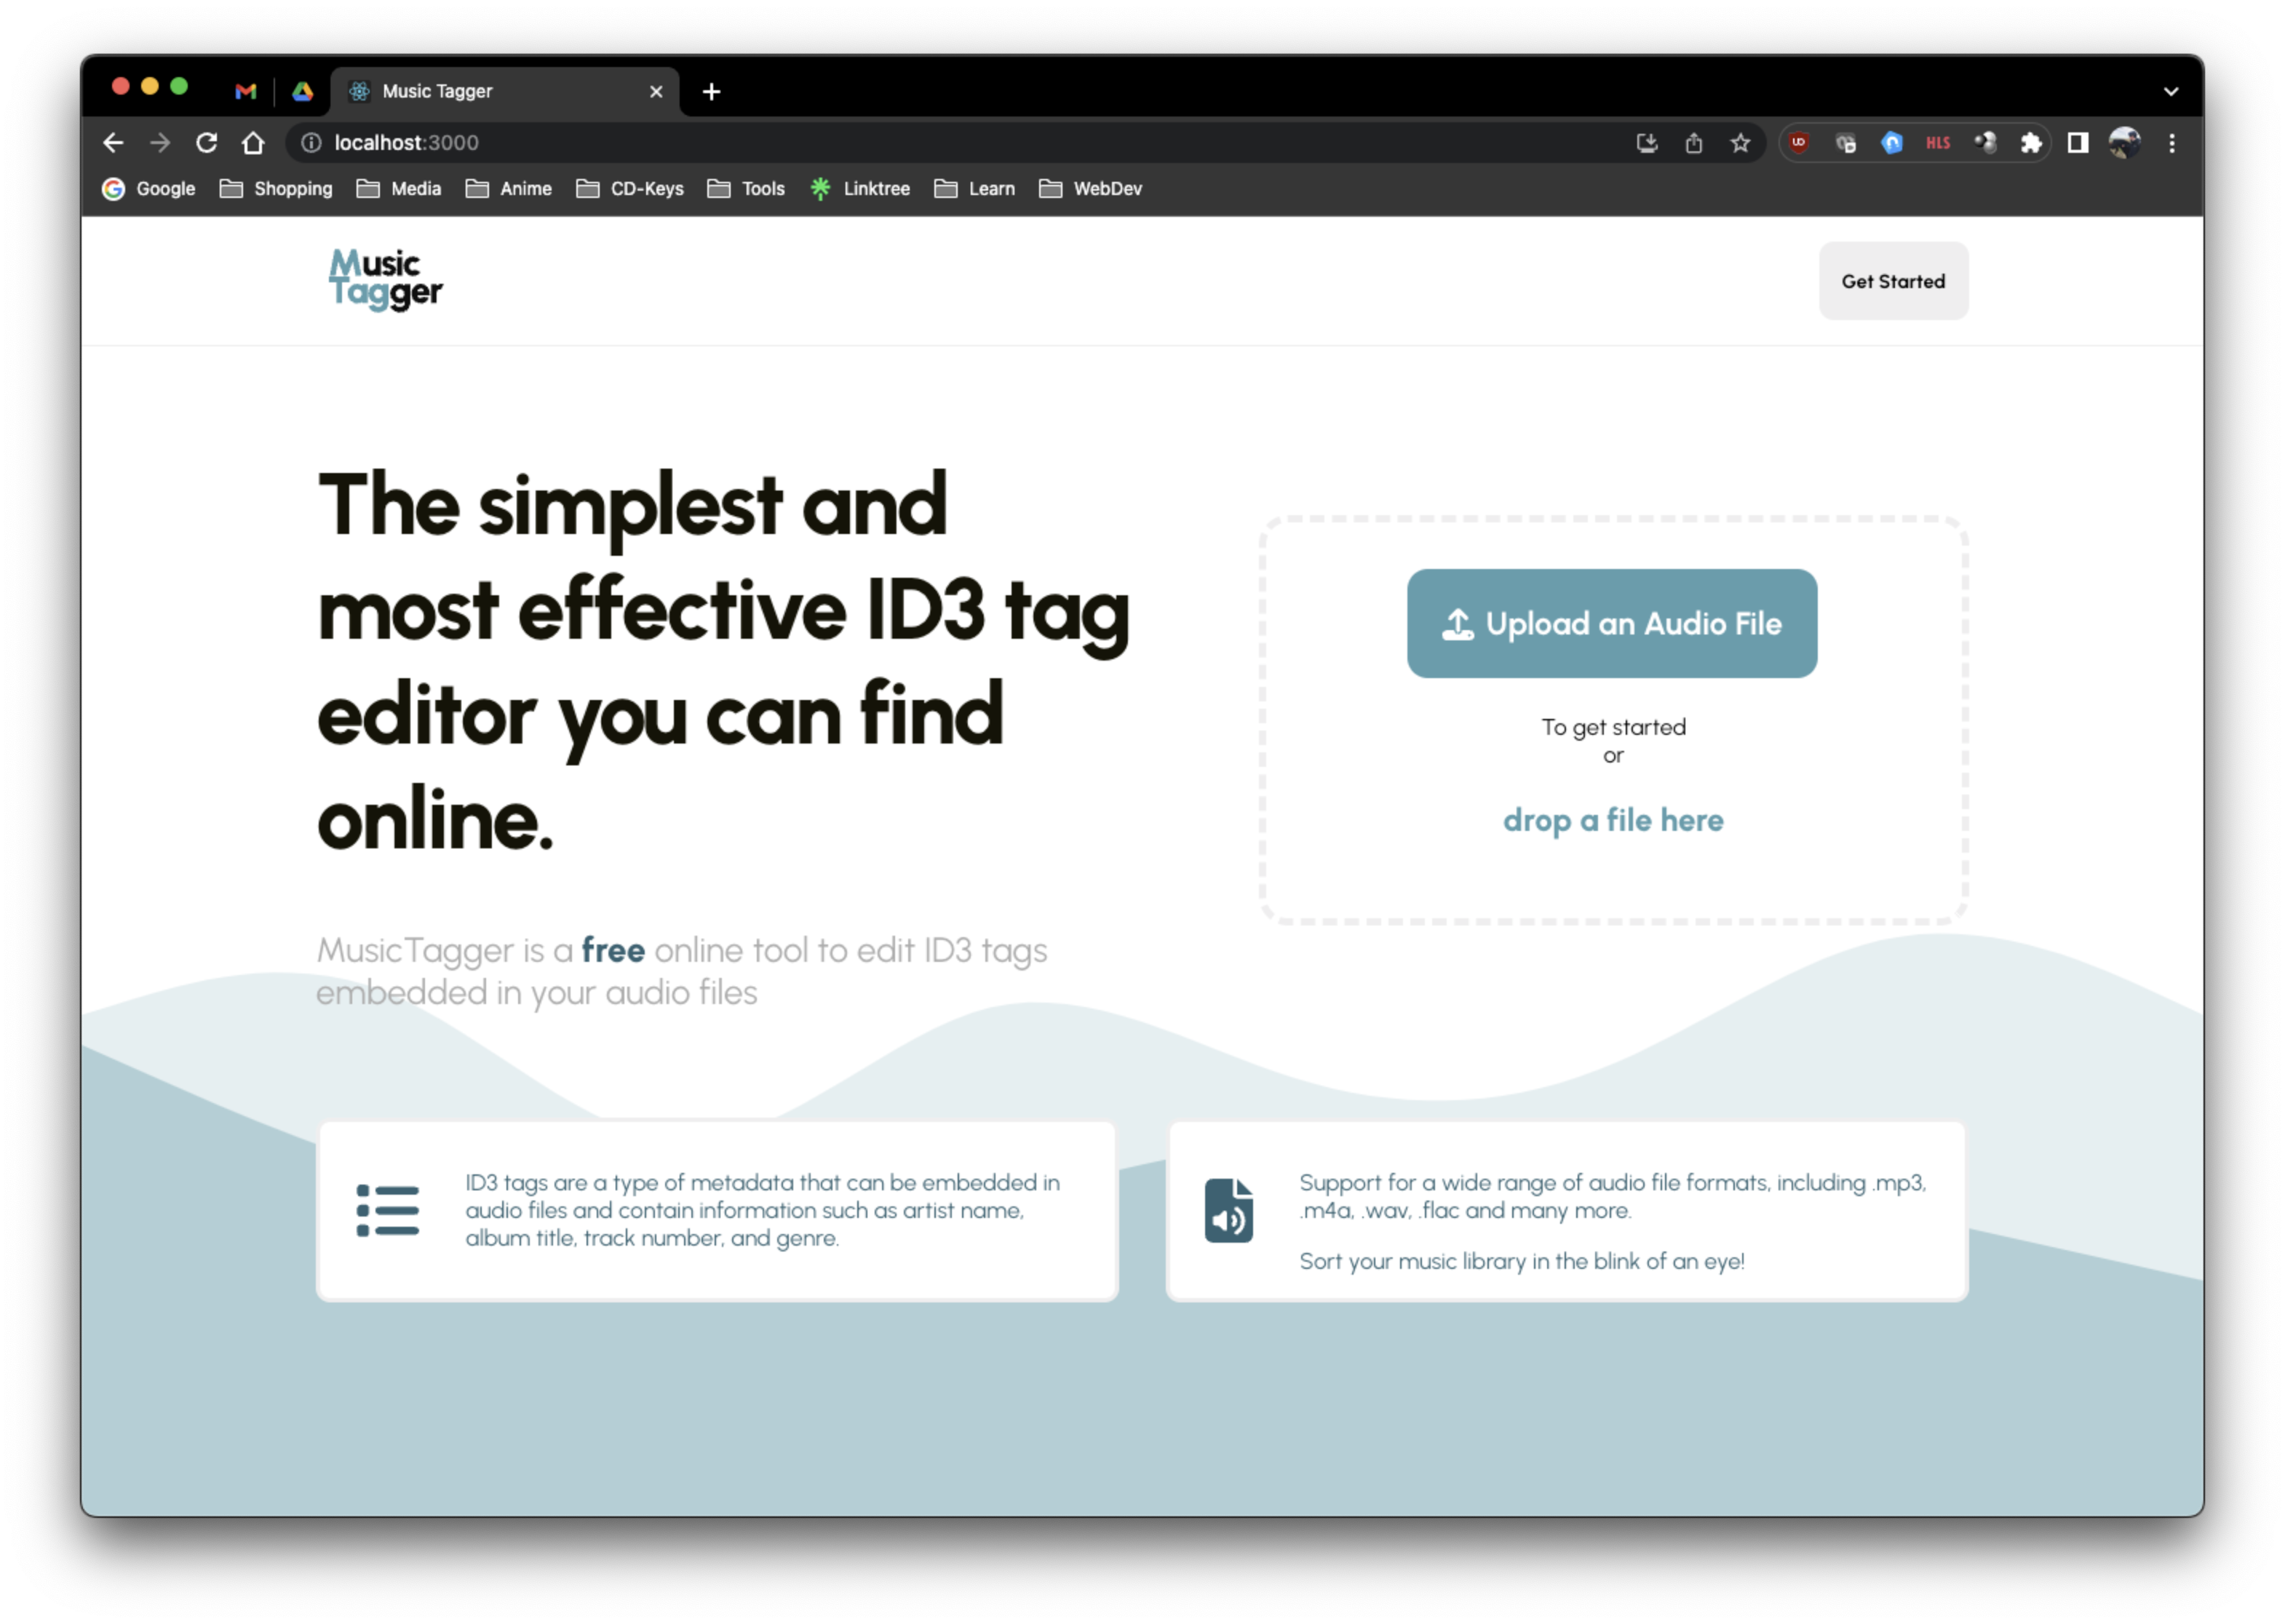 Music Tagger
localhost:3000
HLS
Google Shopping Media Anime CD-Keys Tools Linktree Learn WebDev
Music
Tagger
Get Started
The simplest and
most effective ID3 tag
editor you can find
online.
MusicTagger is a free online tool to edit ID3 tags
embedded in your audio files
Upload an Audio File
To get started
or
drop a file here
ID3 tags are a type of metadata that can be embedded in
audio files and contain information such as artist name,
album title, track number, and genre.
Support for a wide range of audio file formats, including .mp3,
.m4a, .wav, .flac and many more.
Sort your music library in the blink of an eye!